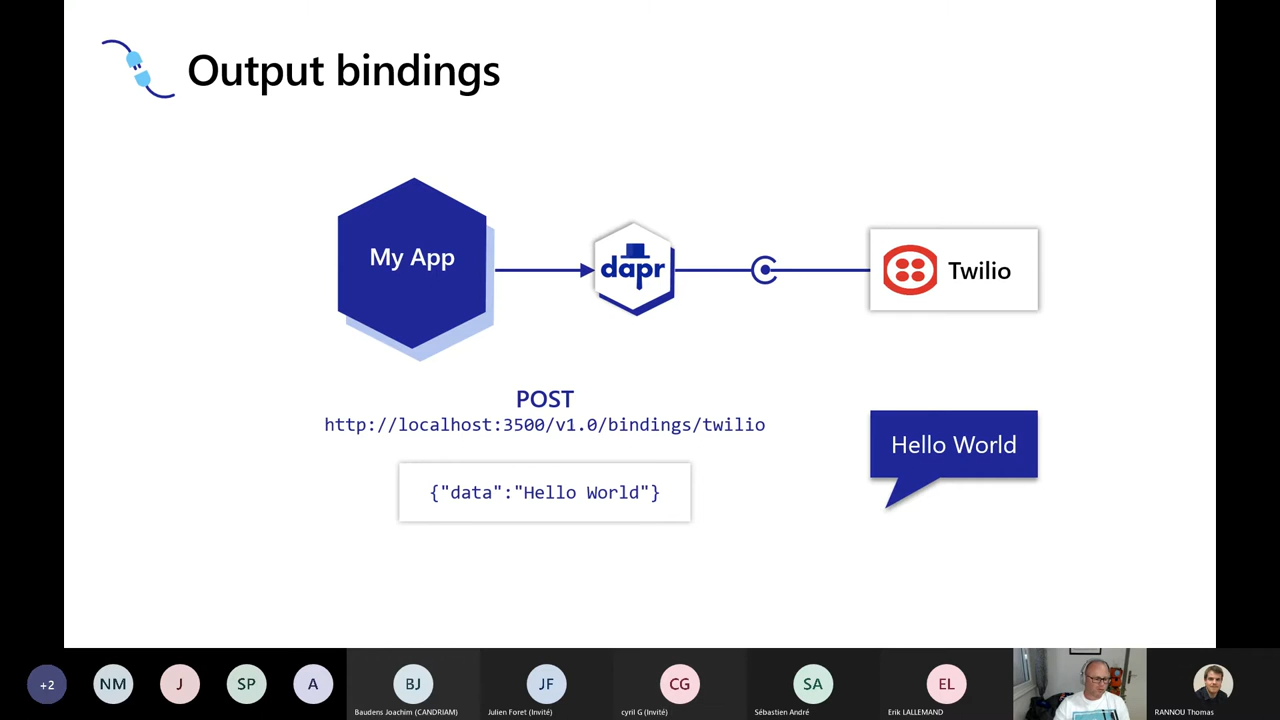 Output bindings
My App
dapr
Twilio
POST
http://localhost:3500/v1.0/bindings/twilio
Hello World
{"data":"Hello World"}
+2
NM
J
SP
A
BJ
JF
CG
SA
EL
Baudens Joachim (CANDRIAM)
Julien Foret (Invité)
cyril G (Invité)
Sébastien André
Erik LALLEMAND
RANNOU Thomas